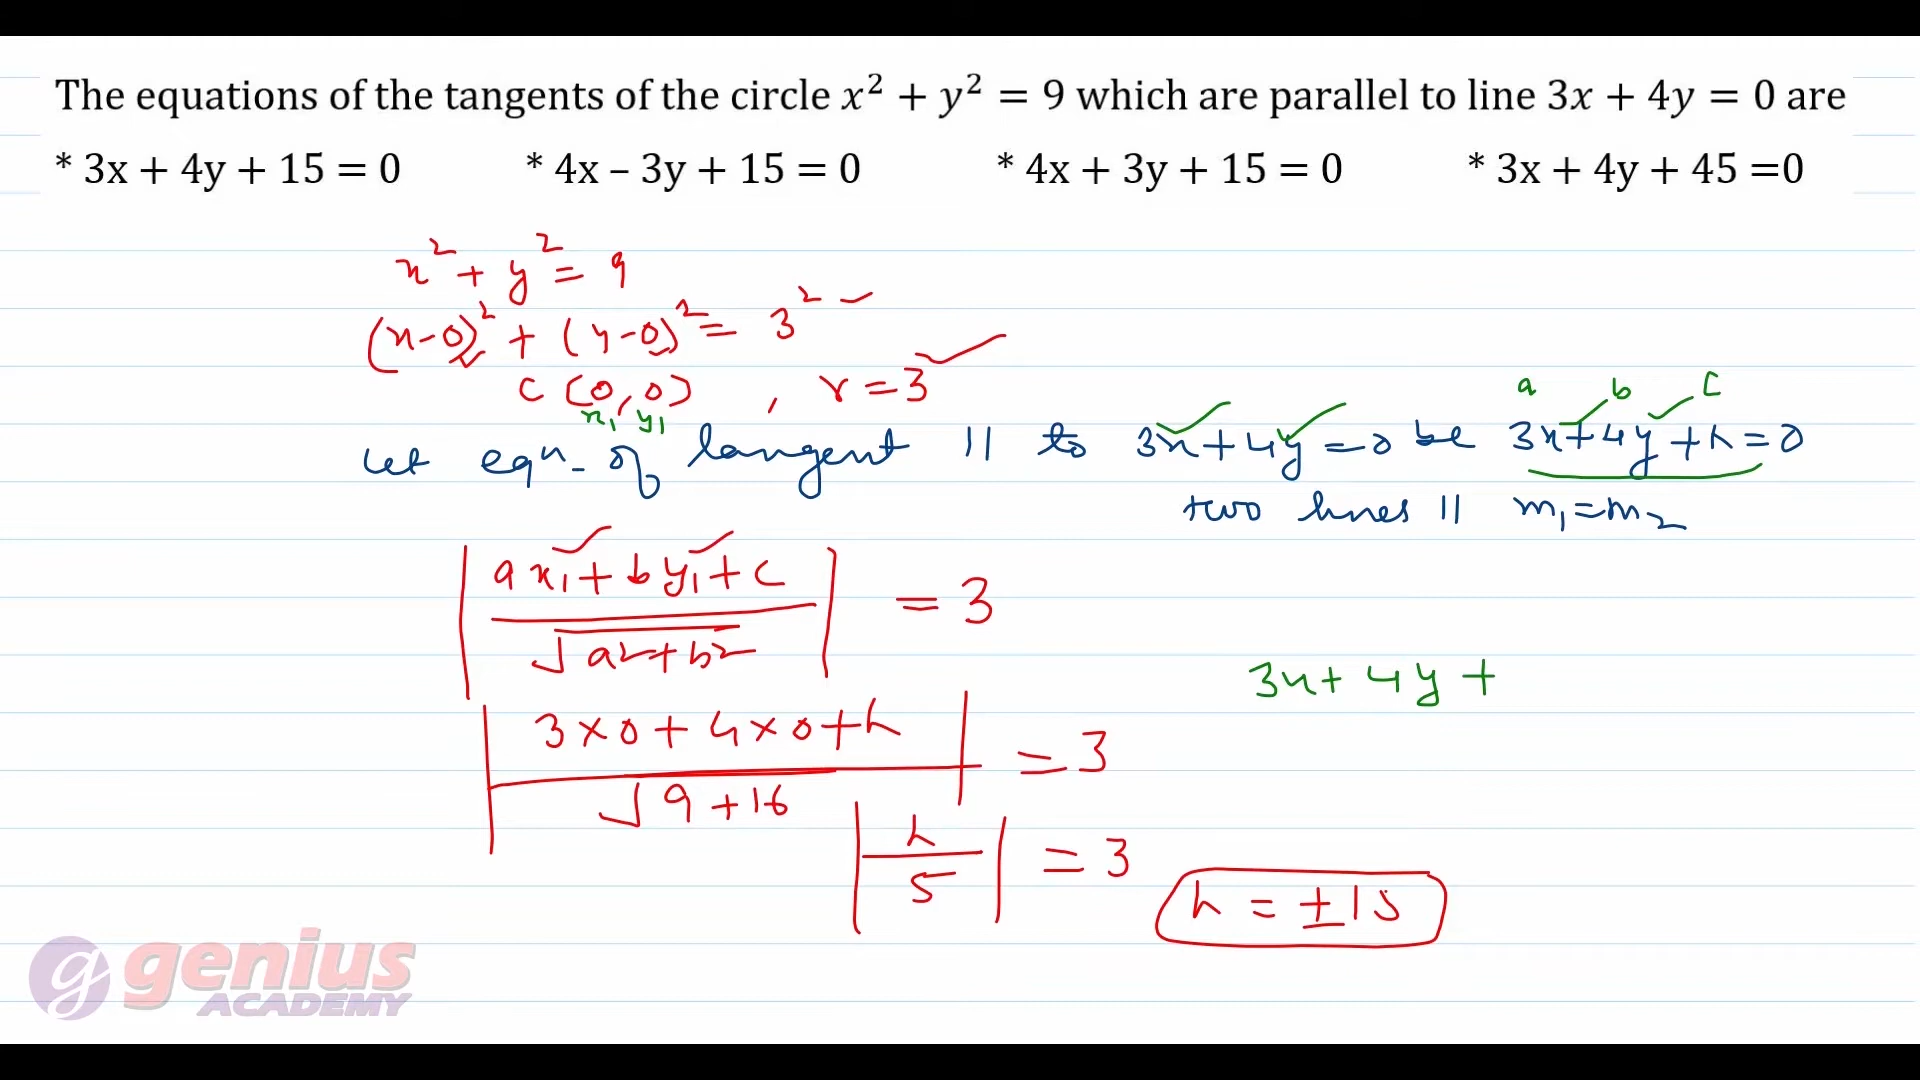 The equations of the tangents of the circle x² + y² = 9 which are parallel to line 3x + 4y = 0 are
* 3x + 4y + 15 = 0 * 4x – 3y + 15 = 0 * 4x + 3y + 15 = 0 * 3x + 4y + 45 =0
x² + y² = 9
(x-0)² + (y-0)² = 3²
C (0, 0) , r = 3
x₁ y₁
a b c
Let eqn. of tangent || to 3x+4y=0 be 3x+4y+k=0
two lines || m₁=m₂
|ax₁+by₁+c / √a²+b²| = 3
3x+4y+
|3×0+4×0+k / √9+16| = 3
|k/5| = 3
k = ±15
g genius
ACADEMY